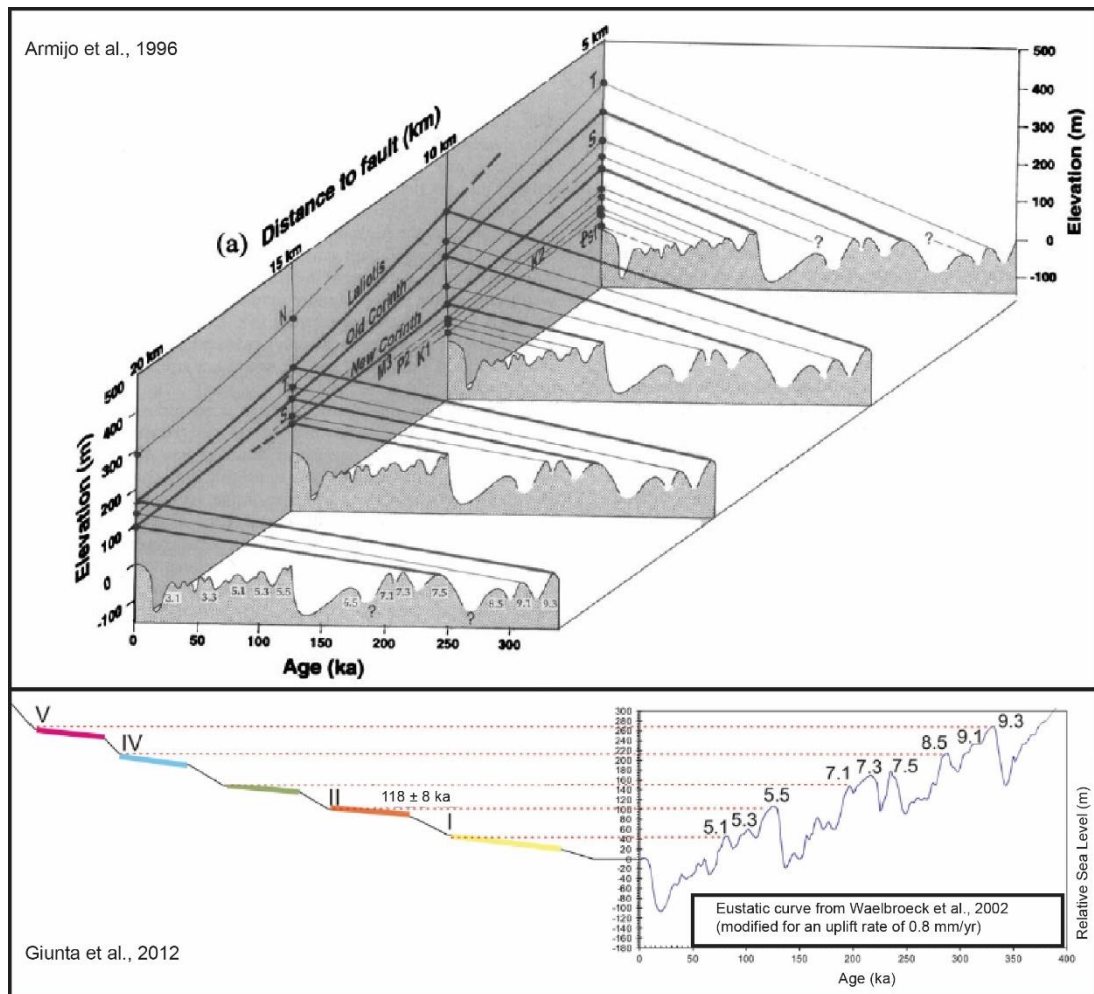 Armijo et al., 1996
(a) Distance to fault (km)
20 km
15 km
10 km
5 km
Elevation (m)
500
400
300
200
100
0
-100
T
S
K2
?
?
N
Laliotis
Old Corinth
New Corinth
M3 P2 K1
T
S
Elevation (m)
500
400
300
200
100
0
-100
3.1 3.3 5.1 5.3 5.5 6.5 7.1 7.3 7.5 8.5 9.1 9.3
? ?
0 50 100 150 200 250 300
Age (ka)
V
IV
II
118 ± 8 ka
I
5.1
5.3
5.5
7.1
7.3
7.5
8.5
9.1
9.3
300
280
260
240
220
200
180
160
140
120
100
80
60
40
20
0
-20
-40
-60
-80
-100
-120
-140
-160
-180
Relative Sea Level (m)
Eustatic curve from Waelbroeck et al., 2002
(modified for an uplift rate of 0.8 mm/yr)
0 50 100 150 200 250 300 350 400
Age (ka)
Giunta et al., 2012